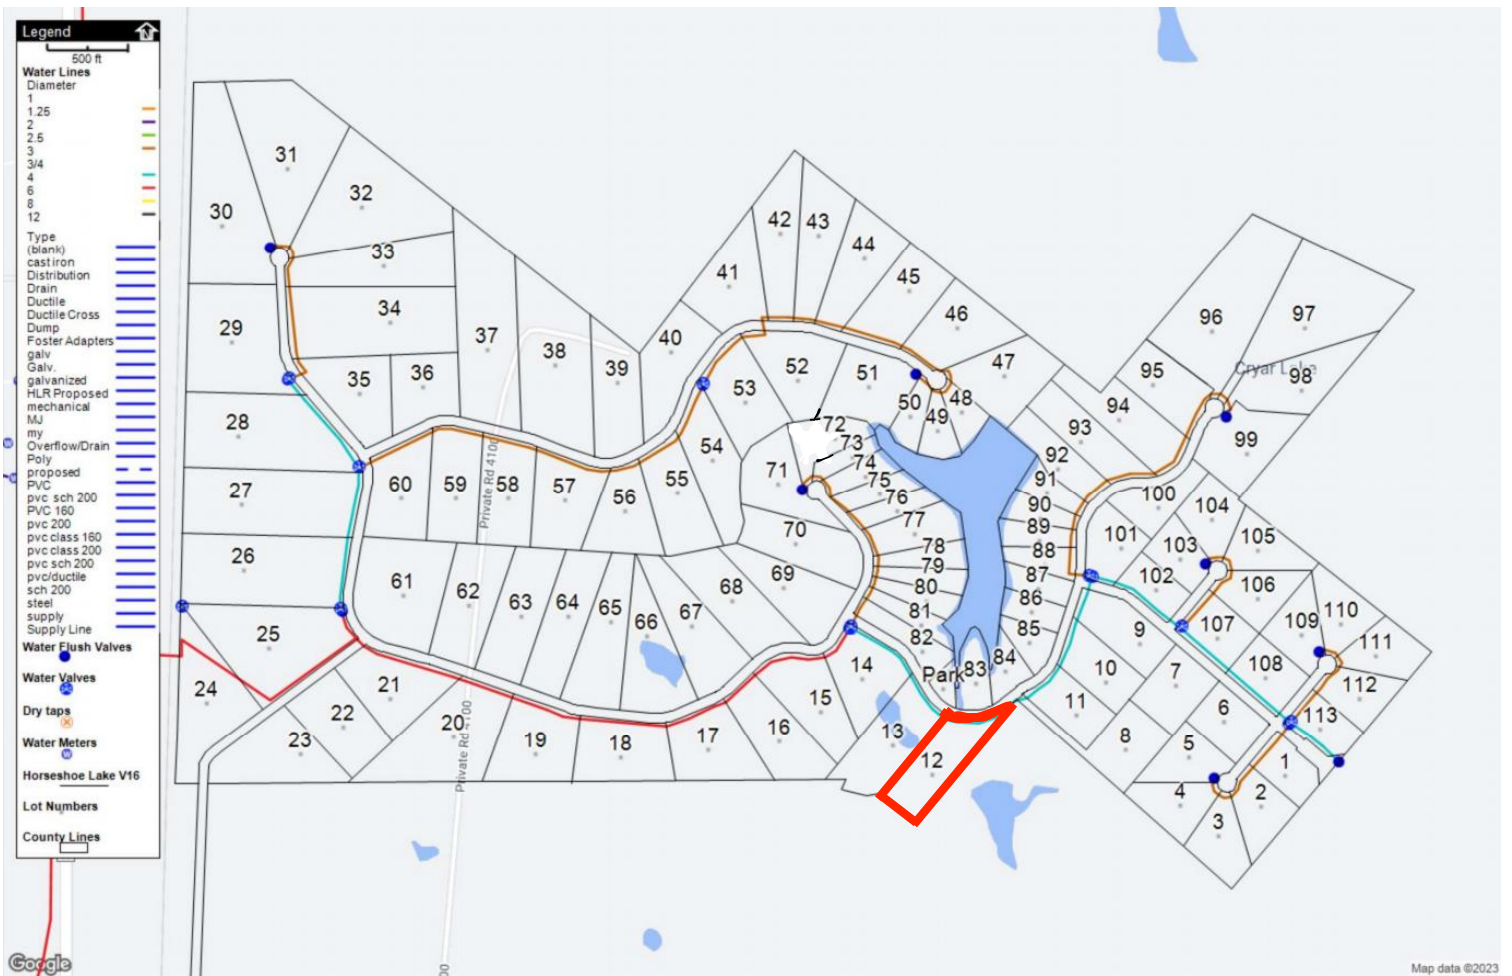 Legend
N
500 ft
Water Lines
Diameter
1
1.25
2
2.5
3
3/4
4
6
8
12
Type
(blank)
cast iron
Distribution
Drain
Ductile
Ductile Cross
Dump
Foster Adapters
galv
Galv.
galvanized
HLR Proposed
mechanical
MJ
my
Overflow/Drain
Poly
proposed
PVC
pvc sch 200
PVC 160
pvc 200
pvc class 160
pvc class 200
pvc sch 200
pvc/ductile
sch 200
steel
supply
Supply Line
Water Flush Valves
Water Valves
Dry taps
Water Meters
Horseshoe Lake V16
Lot Numbers
County Lines
31
32
30
33
34
29
35
36
37
38
39
28
27
26
25
24
23
22
21
20
19
18
17
16
15
14
13
12
40
41
42
43
44
45
46
47
48
49
50
51
52
53
54
55
56
57
58
59
60
61
62
63
64
65
66
67
68
69
70
71
72
73
74
75
76
77
78
79
80
81
82
83
84
85
86
87
88
89
90
91
92
93
94
95
96
97
98
99
100
101
102
103
104
105
106
107
108
109
110
111
112
113
1
2
3
4
5
6
7
8
9
10
11
Park
Cryar Lake
Private Rd 4100
Private Rd 4100
00
Google
Map data ©2023